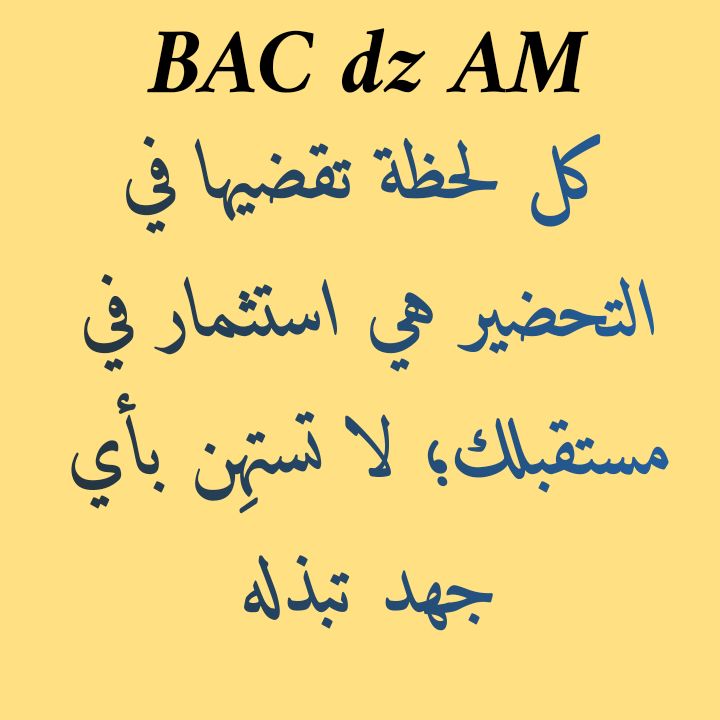 BAC dz AM
كل لحظة تقضيها في
التحضير هي استثمار في
مستقبلك؛ لا تستهِن بأي
جهد تبذله